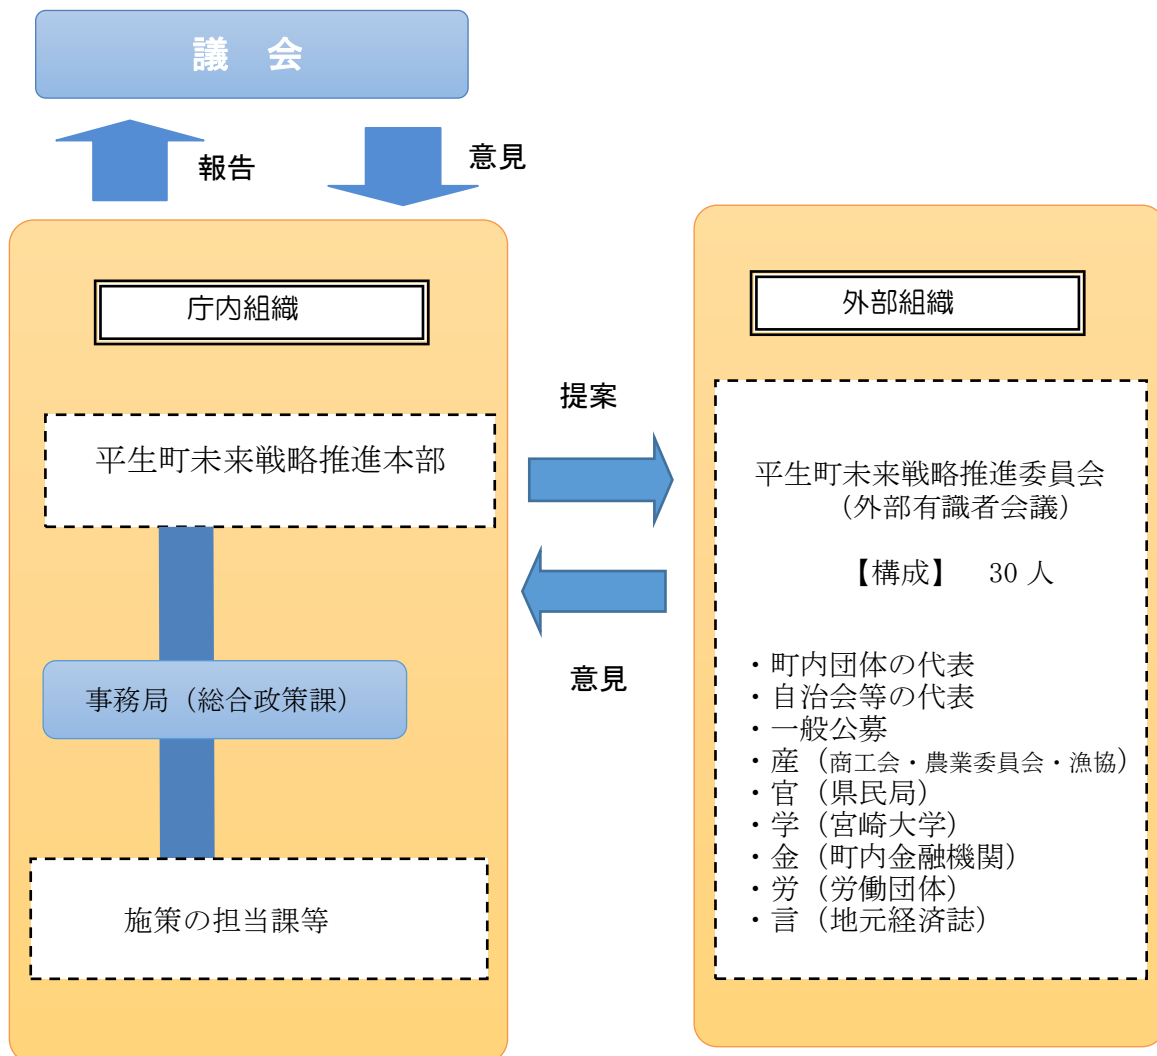 議　会
報告
意見
庁内組織
平生町未来戦略推進本部
事務局（総合政策課）
施策の担当課等
提案
意見
外部組織
平生町未来戦略推進委員会
（外部有識者会議）
【構成】　30 人
・町内団体の代表
・自治会等の代表
・一般公募
・産（商工会・農業委員会・漁協）
・官（県民局）
・学（宮崎大学）
・金（町内金融機関）
・労（労働団体）
・言（地元経済誌）